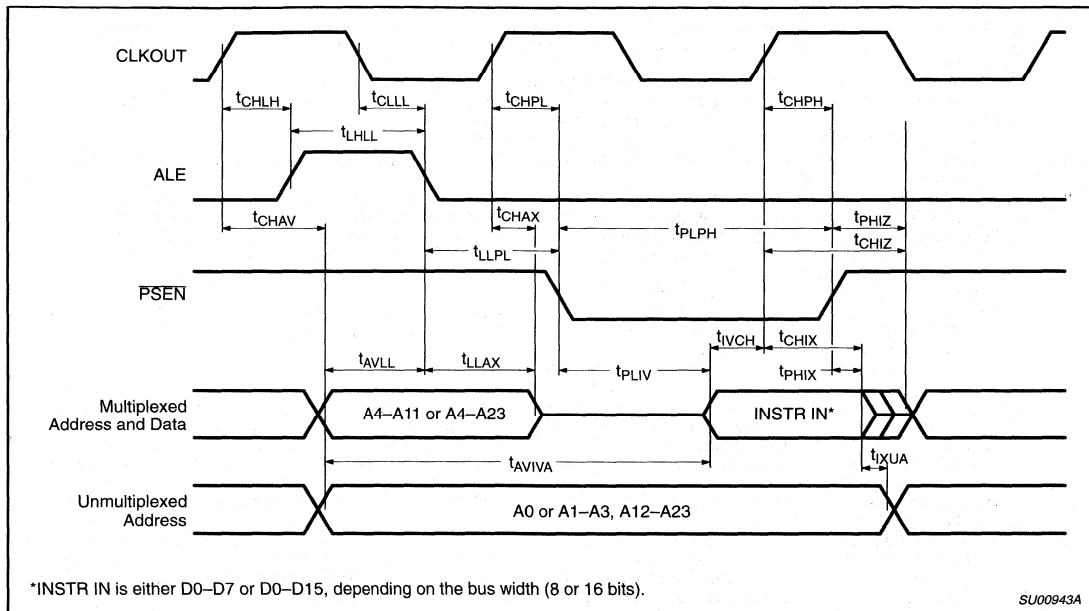 CLKOUT
tCHLH
tCLLL
tCHPL
tCHPH
tLHLL
ALE
tCHAV
tCHAX
tPLPH
tPHIZ
tLLPL
tCHIZ
PSEN
tIVCH
tCHIX
tAVLL
tLLAX
tPLIV
tPHIX
Multiplexed
Address and Data
A4–A11 or A4–A23
INSTR IN*
tAVIVA
tIXUA
Unmultiplexed
Address
A0 or A1–A3, A12–A23
*INSTR IN is either D0–D7 or D0–D15, depending on the bus width (8 or 16 bits).
SU00943A